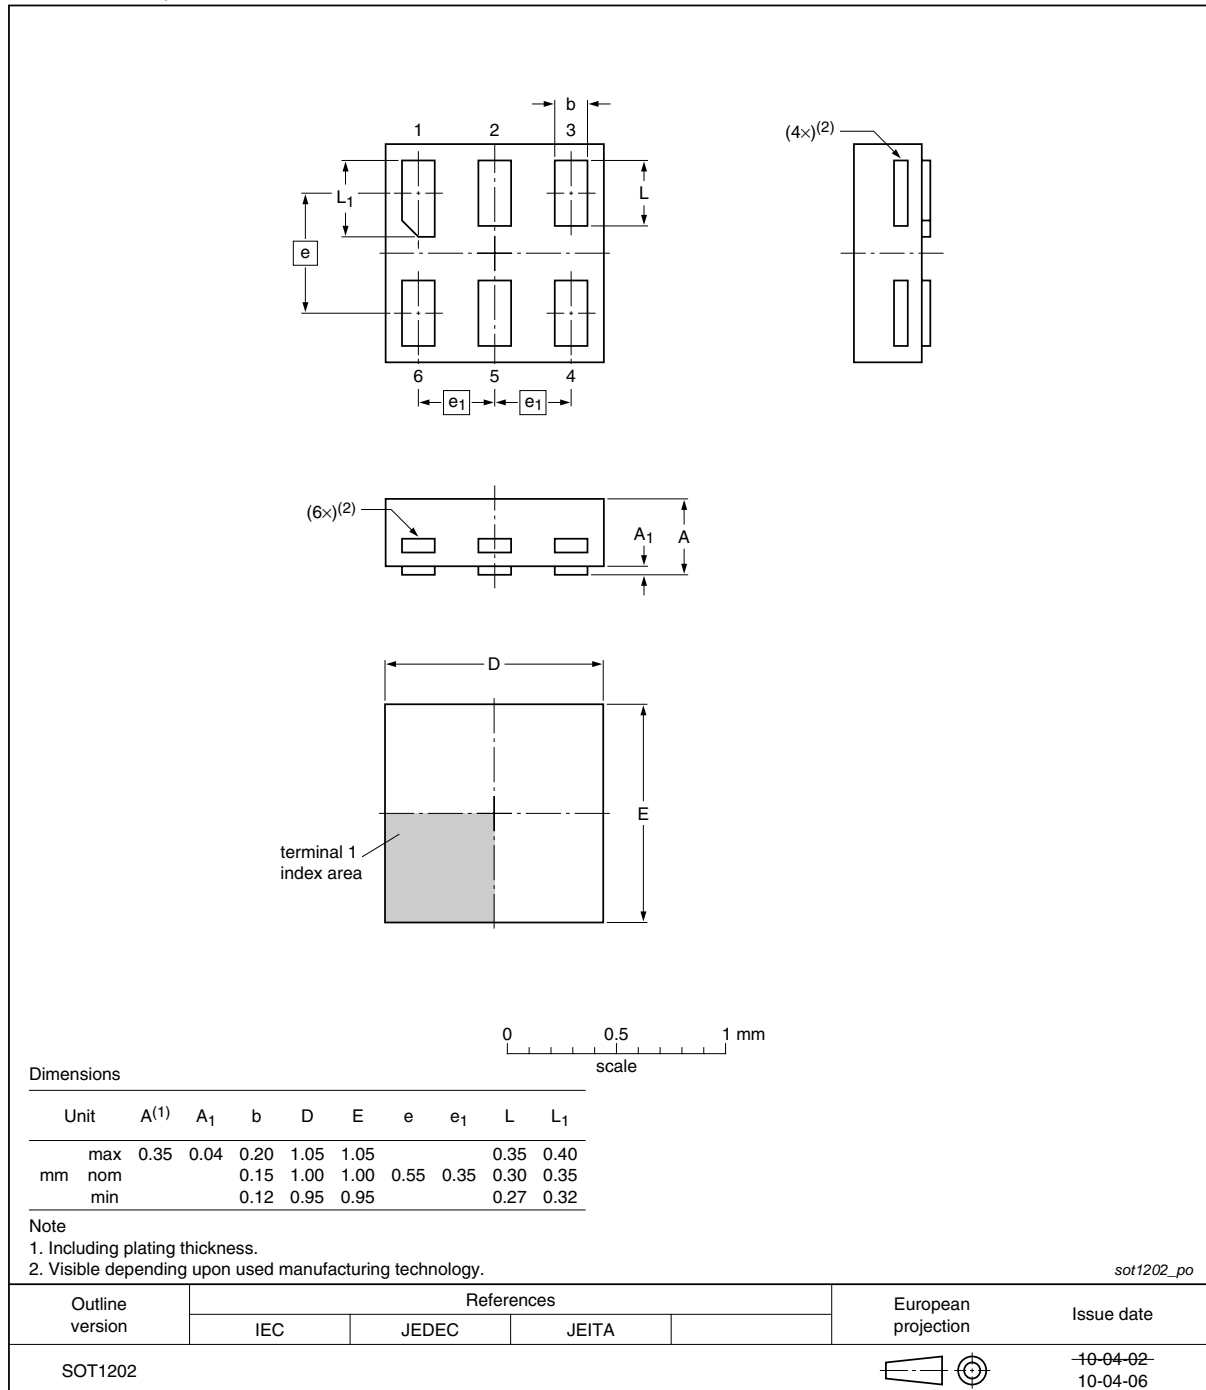 b
1 2 3
(4×)(2)
L1
L
e
6 5 4
e1 e1
(6×)(2)
A1 A
D
E
terminal 1
index area
0 0.5 1 mm
scale
Dimensions
Unit A(1) A1 b D E e e1 L L1
max 0.35 0.04 0.20 1.05 1.05 0.35 0.40
mm nom 0.15 1.00 1.00 0.55 0.35 0.30 0.35
min 0.12 0.95 0.95 0.27 0.32
Note
1. Including plating thickness.
2. Visible depending upon used manufacturing technology.
sot1202_po
Outline version References European projection Issue date
IEC JEDEC JEITA
SOT1202 10-04-02
10-04-06